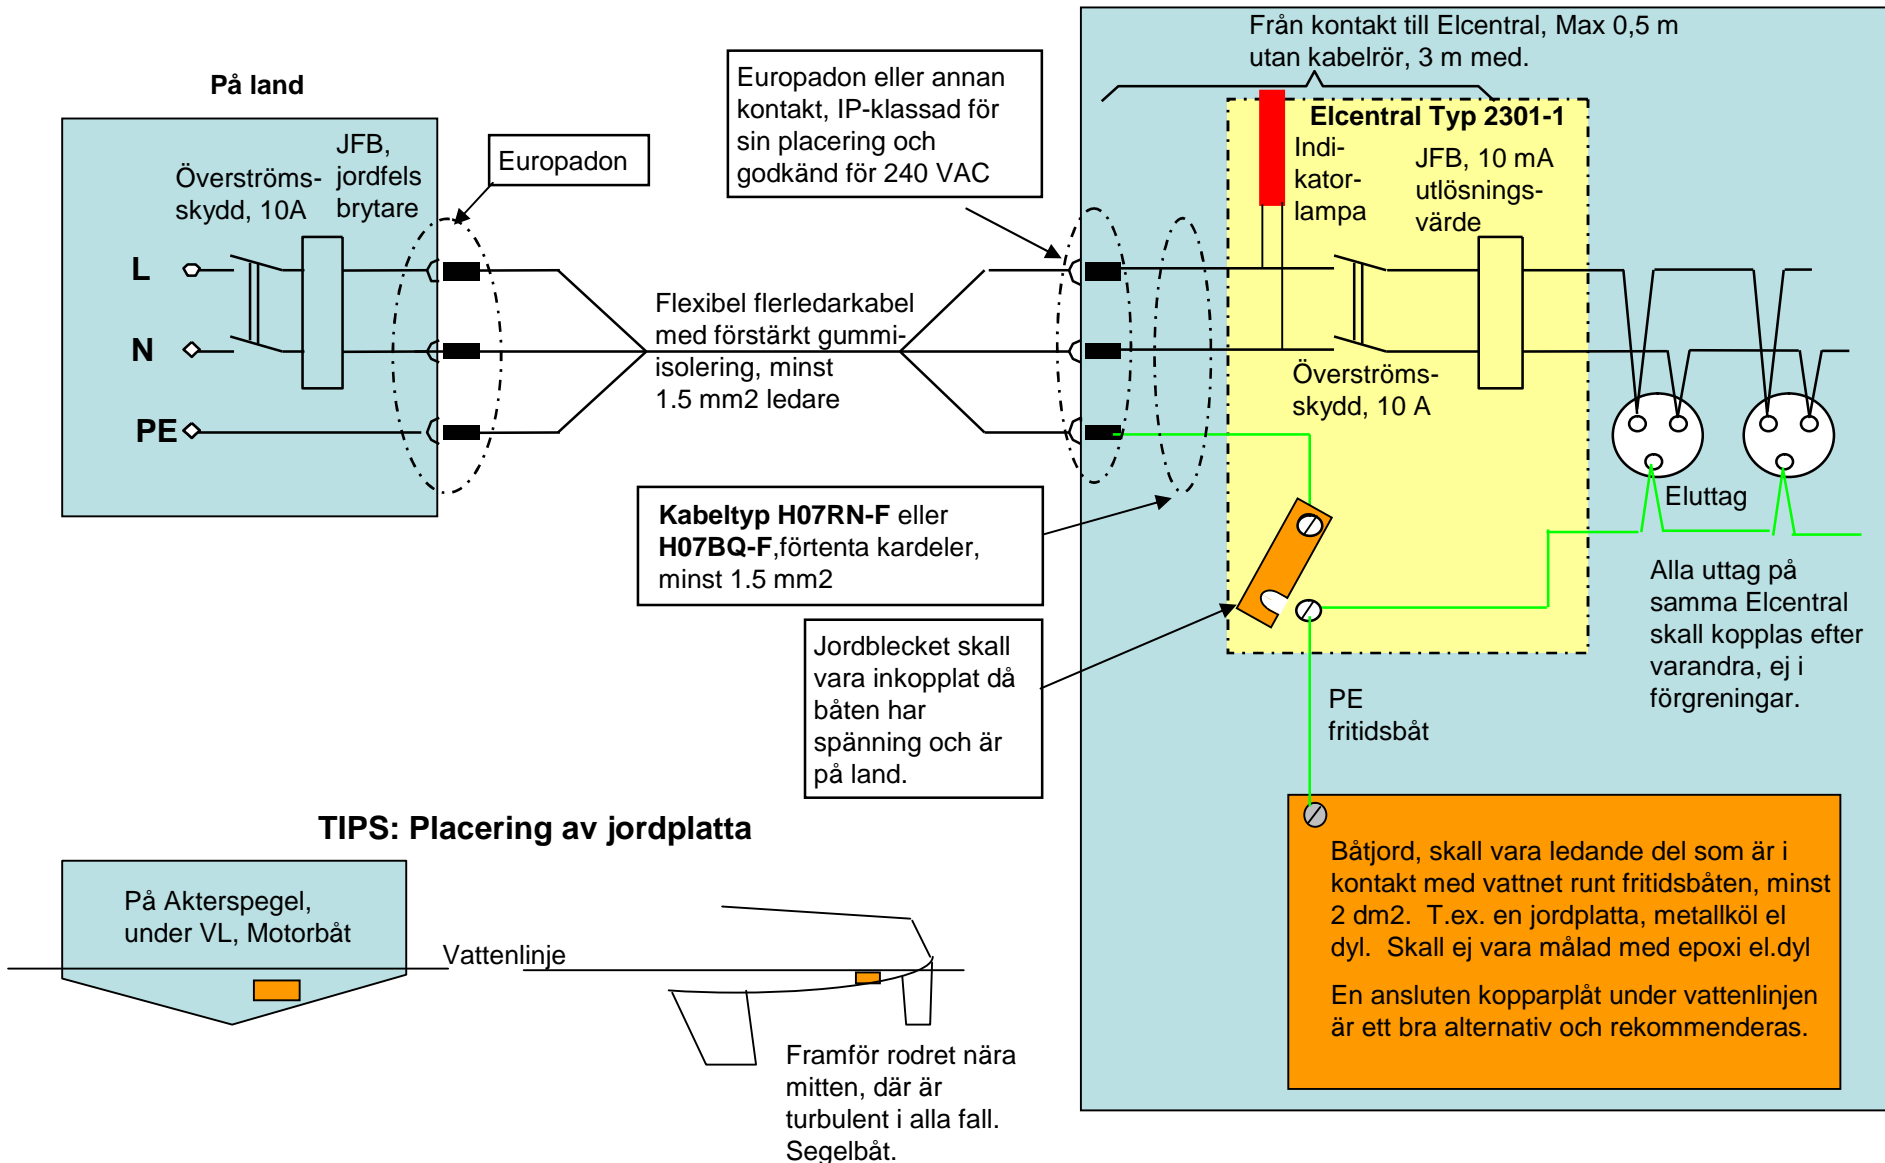 På land
Överströms-
skydd, 10A
JFB,
jordfels
brytare
L
N
PE
Europadon
Europadon eller annan
kontakt, IP-klassad för
sin placering och
godkänd för 240 VAC
Flexibel flerledarkabel
med förstärkt gummi-
isolering, minst
1.5 mm2 ledare
Från kontakt till Elcentral, Max 0,5 m
utan kabelrör, 3 m med.
Elcentral Typ 2301-1
Indi-
kator-
lampa
JFB, 10 mA
utlösnings-
värde
Överströms-
skydd, 10 A
Eluttag
Kabeltyp H07RN-F eller
H07BQ-F,förtenta kardeler,
minst 1.5 mm2
Jordblecket skall
vara inkopplat då
båten har
spänning och är
på land.
Alla uttag på
samma Elcentral
skall kopplas efter
varandra, ej i
förgreningar.
PE
fritidsbåt
Båtjord, skall vara ledande del som är i
kontakt med vattnet runt fritidsbåten, minst
2 dm2. T.ex. en jordplatta, metallköl el
dyl. Skall ej vara målad med epoxi el.dyl
En ansluten kopparplåt under vattenlinjen
är ett bra alternativ och rekommenderas.
TIPS: Placering av jordplatta
På Akterspegel,
under VL, Motorbåt
Vattenlinje
Framför rodret nära
mitten, där är
turbulent i alla fall.
Segelbåt.